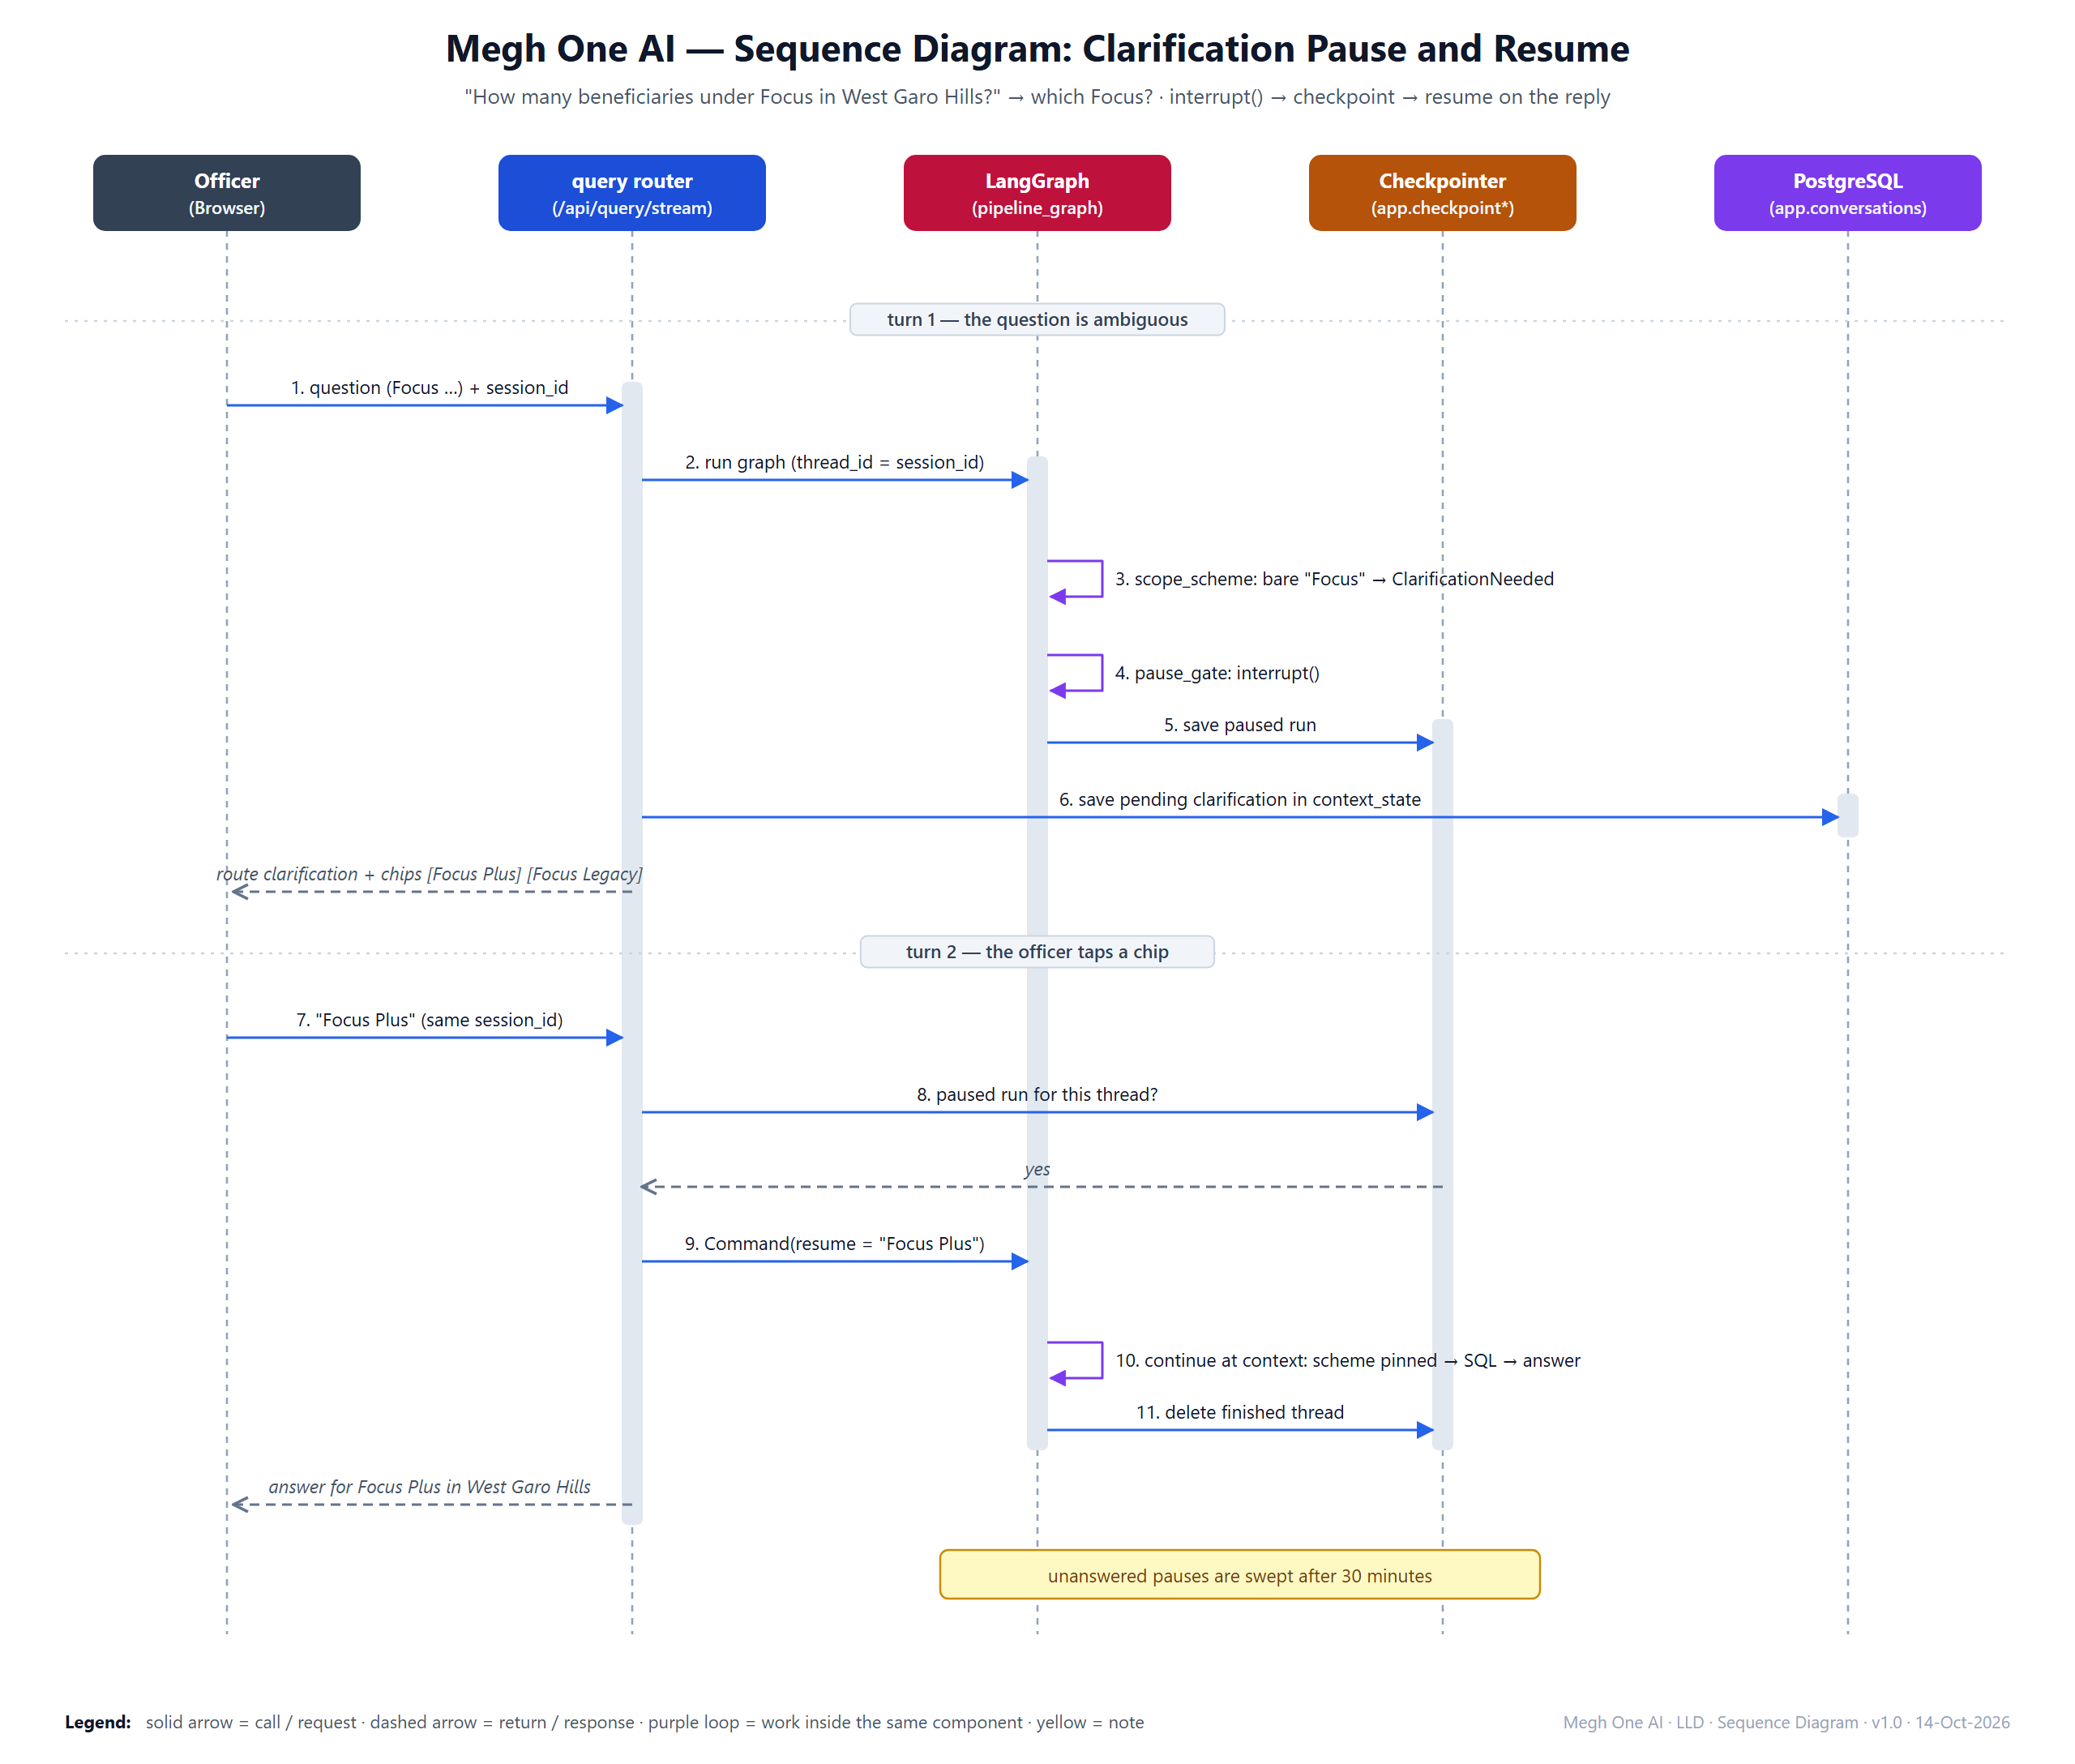 Megh One AI — Sequence Diagram: Clarification Pause and Resume
"How many beneficiaries under Focus in West Garo Hills?" → which Focus? · interrupt() → checkpoint → resume on the reply
Officer
(Browser)
query router
(/api/query/stream)
LangGraph
(pipeline_graph)
Checkpointer
(app.checkpoint*)
PostgreSQL
(app.conversations)
turn 1 — the question is ambiguous
1. question (Focus ...) + session_id
2. run graph (thread_id = session_id)
3. scope_scheme: bare "Focus" → ClarificationNeeded
4. pause_gate: interrupt()
5. save paused run
6. save pending clarification in context_state
route clarification + chips [Focus Plus] [Focus Legacy]
turn 2 — the officer taps a chip
7. "Focus Plus" (same session_id)
8. paused run for this thread?
yes
9. Command(resume = "Focus Plus")
10. continue at context: scheme pinned → SQL → answer
11. delete finished thread
answer for Focus Plus in West Garo Hills
unanswered pauses are swept after 30 minutes
Legend: solid arrow = call / request · dashed arrow = return / response · purple loop = work inside the same component · yellow = note
Megh One AI · LLD · Sequence Diagram · v1.0 · 14-Oct-2026